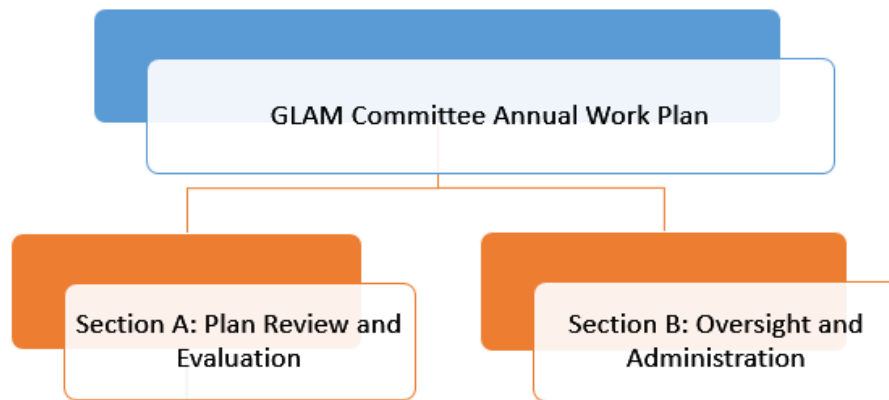 GLAM Committee Annual Work Plan
Section A: Plan Review and
Evaluation
Section B: Oversight and
Administration